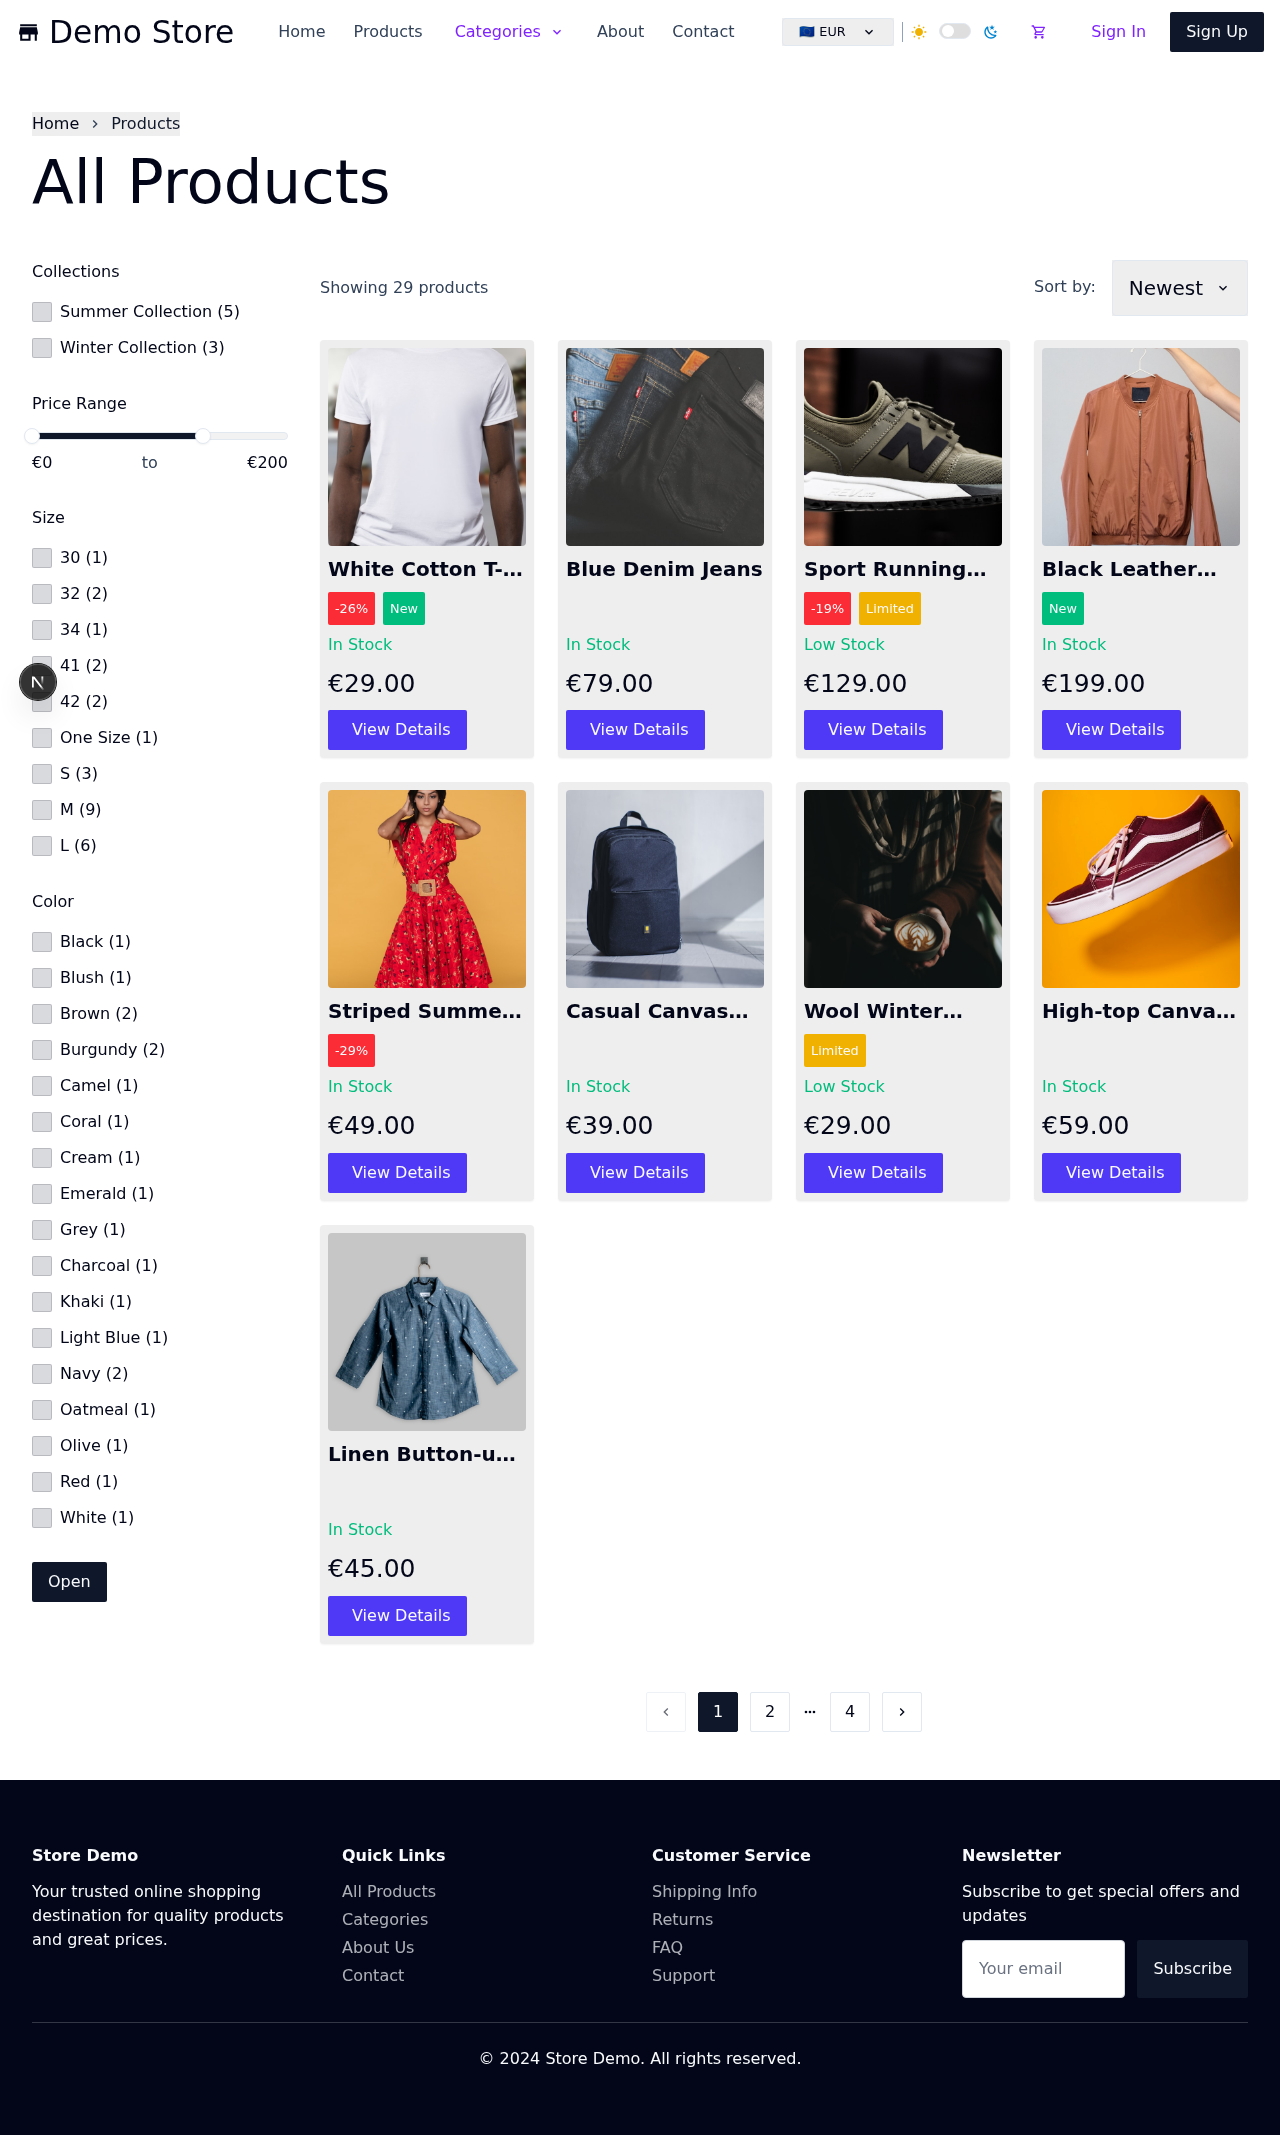 Demo Store
Home
Products
Categories
About
Contact
🇪🇺 EUR
Sign In
Sign Up
Home
Products
All Products
Collections
Summer Collection (5)
Winter Collection (3)
Price Range
€0
to
€200
Size
30 (1)
32 (2)
34 (1)
41 (2)
N
42 (2)
One Size (1)
S (3)
M (9)
L (6)
Color
Black (1)
Blush (1)
Brown (2)
Burgundy (2)
Camel (1)
Coral (1)
Cream (1)
Emerald (1)
Grey (1)
Charcoal (1)
Khaki (1)
Light Blue (1)
Navy (2)
Oatmeal (1)
Olive (1)
Red (1)
White (1)
Open
Showing 29 products
Sort by:
Newest
White Cotton T-...
-26%
New
In Stock
€29.00
View Details
Blue Denim Jeans
In Stock
€79.00
View Details
N
Sport Running...
-19%
Limited
Low Stock
€129.00
View Details
Black Leather...
New
In Stock
€199.00
View Details
Striped Summe...
-29%
In Stock
€49.00
View Details
Casual Canvas...
In Stock
€39.00
View Details
Wool Winter...
Limited
Low Stock
€29.00
View Details
High-top Canva...
In Stock
€59.00
View Details
Linen Button-u...
In Stock
€45.00
View Details
1
2
...
4
Store Demo
Your trusted online shopping
destination for quality products
and great prices.
Quick Links
All Products
Categories
About Us
Contact
Customer Service
Shipping Info
Returns
FAQ
Support
Newsletter
Subscribe to get special offers and
updates
Your email
Subscribe
© 2024 Store Demo. All rights reserved.